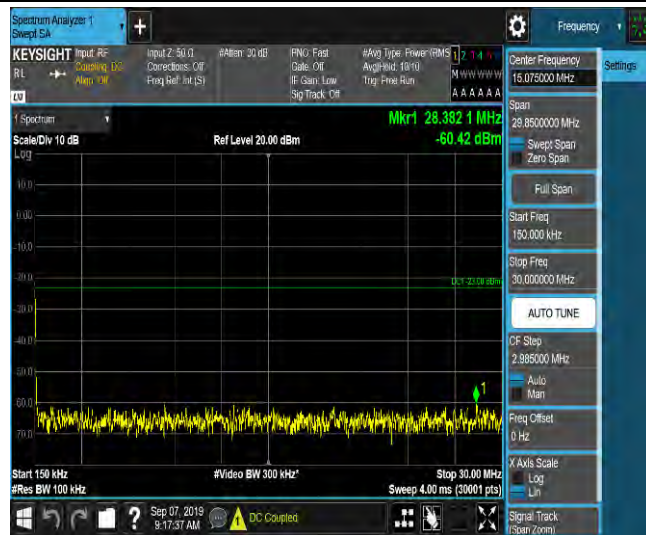 Spectrum Analyzer 1
Swept SA
+
Frequency
KEYSIGHT
RL
Input: RF
Coupling: DC
Align: Off
Input Z: 50 Ω
Corrections: Off
Freq Ref: Int (S)
#Atten: 30 dB
PNO: Fast
Gate: Off
IF Gain: Low
Sig Track: Off
#Avg Type: Power (RMS
Avg|Hold: 10/10
Trig: Free Run
M W W W W W
A A A A A A
LXI
1 Spectrum
Scale/Div 10 dB
Log
Ref Level 20.00 dBm
Mkr1 28.382 1 MHz
-60.42 dBm
10.0
0.00
-10.0
-20.0
-30.0
-40.0
-50.0
-60.0
-70.0
DL1 -23.00 dBm
1
Start 150 kHz
#Res BW 100 kHz
#Video BW 300 kHz*
Stop 30.00 MHz
Sweep 4.00 ms (30001 pts)
Sep 07, 2019
9:17:37 AM
?
DC Coupled
Settings
Center Frequency
15.075000 MHz
Span
29.8500000 MHz
Swept Span
Zero Span
Full Span
Start Freq
150.000 kHz
Stop Freq
30.000000 MHz
AUTO TUNE
CF Step
2.985000 MHz
Auto
Man
Freq Offset
0 Hz
X Axis Scale
Log
Lin
Signal Track
(Span Zoom)